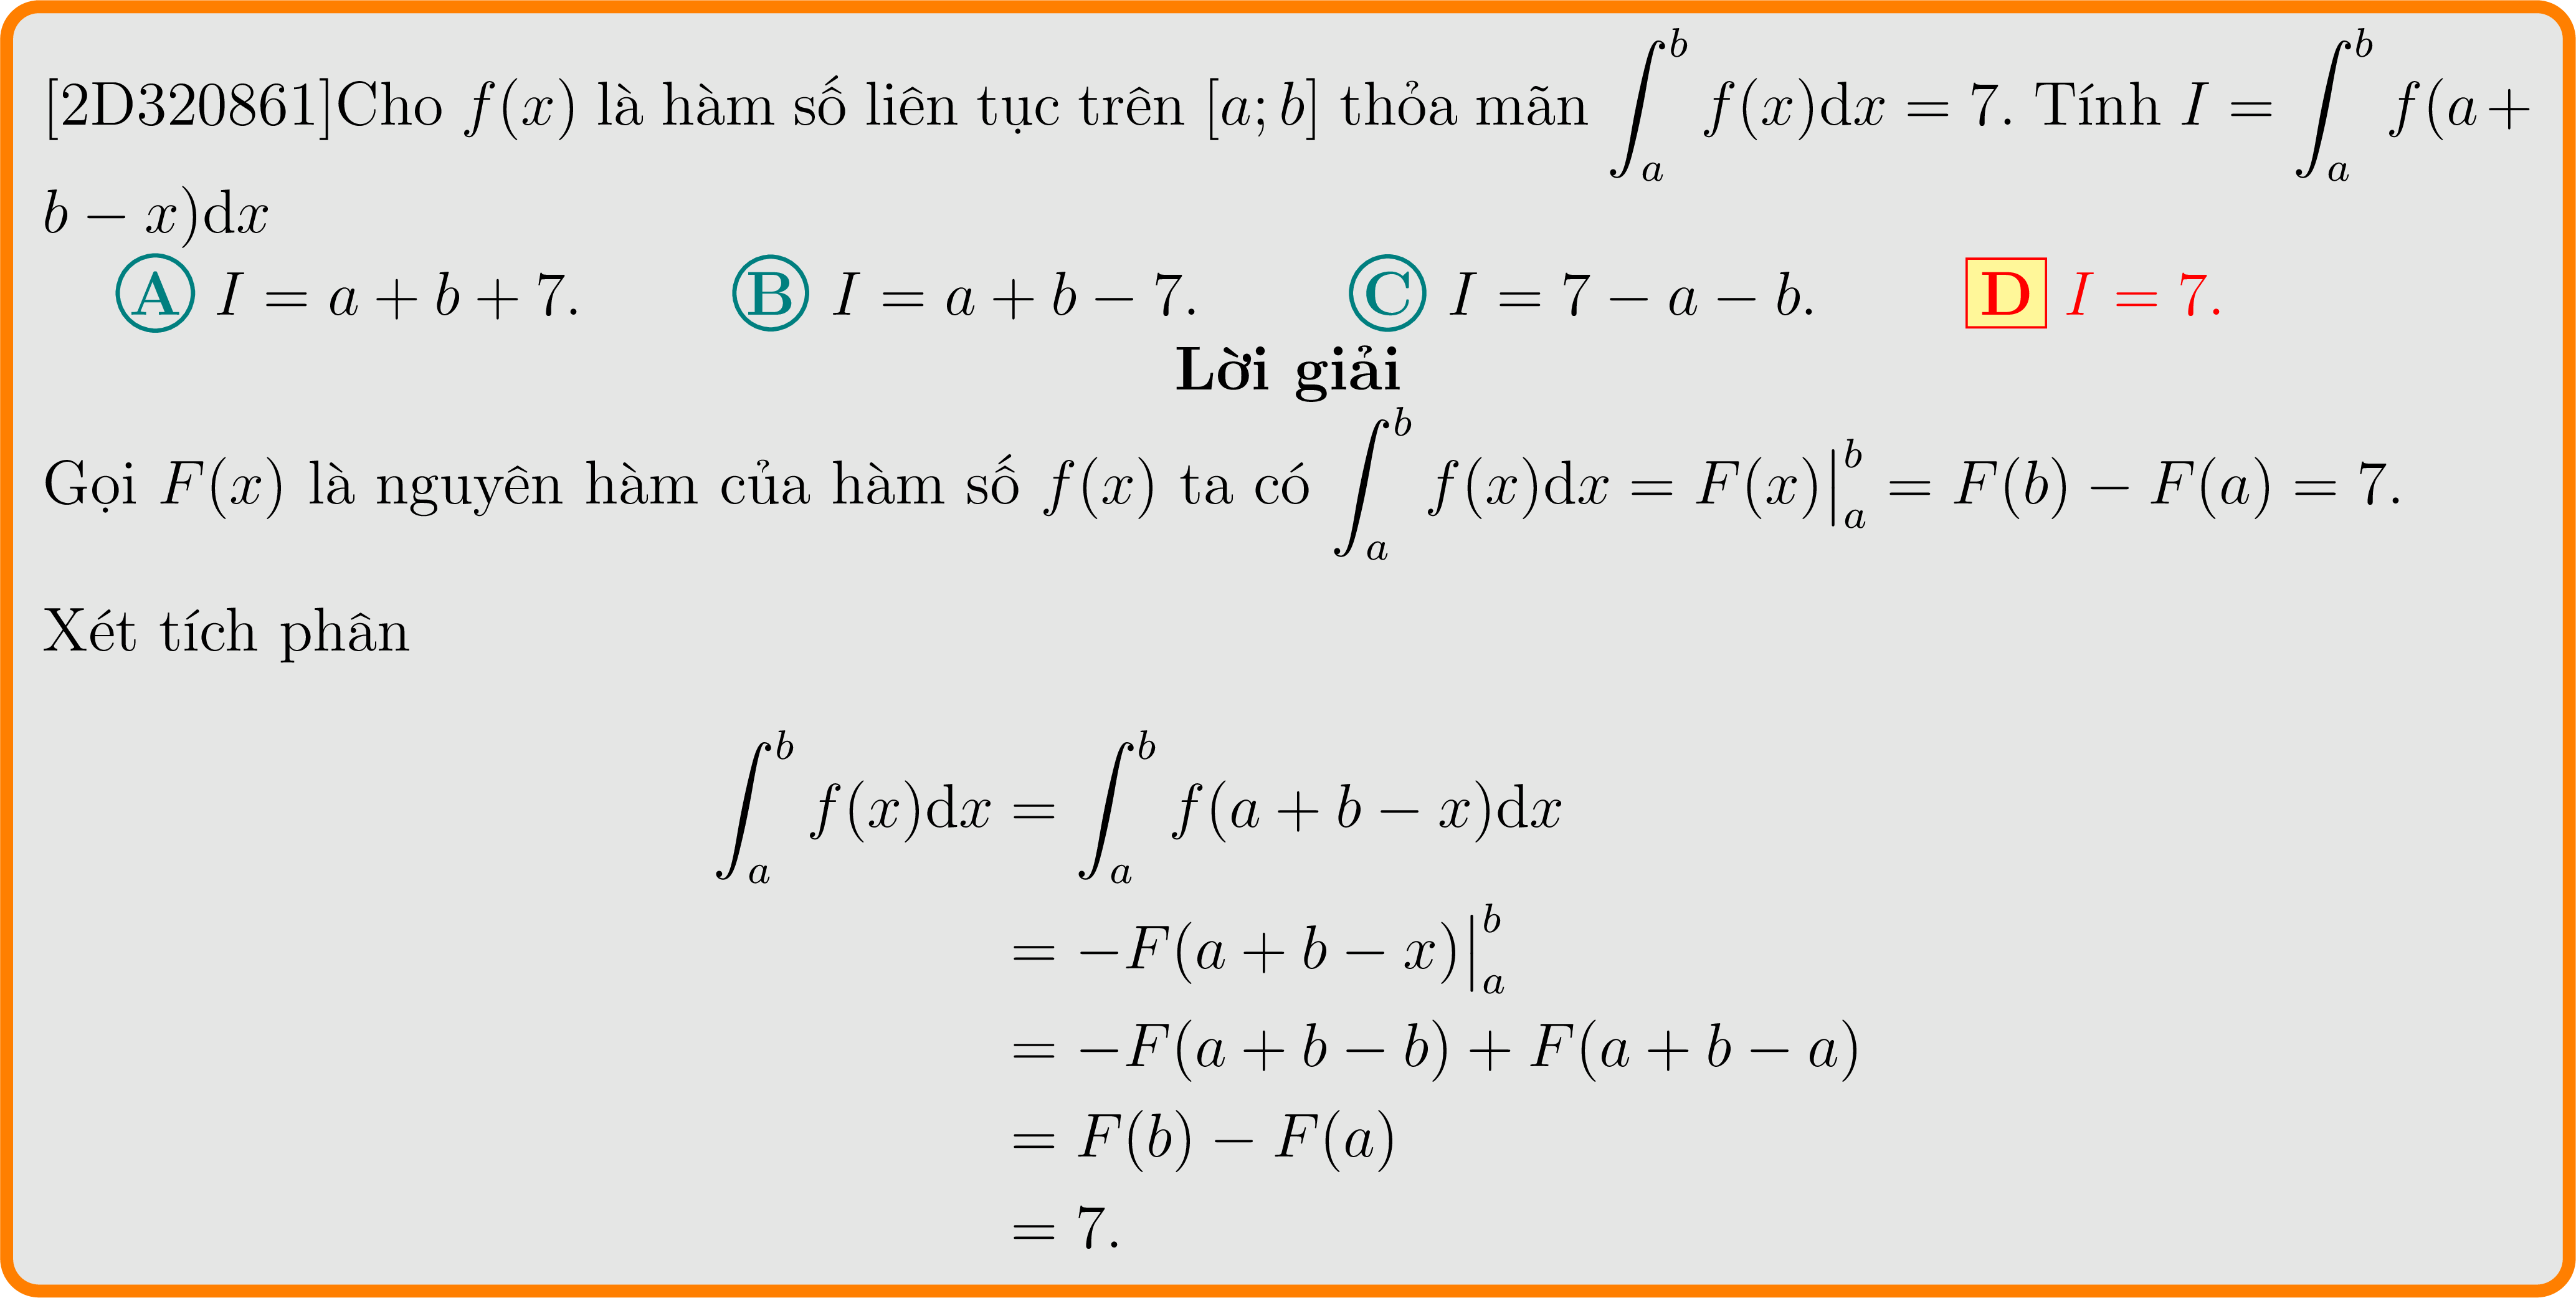 [2D320861]Cho $f(x)$ là hàm số liên tục trên $[a; b]$ thỏa mãn $\int_a^b f(x)\mathrm{d}x = 7$. Tính $I = \int_a^b f(a +$
$b - x)\mathrm{d}x$
Ⓐ $I = a + b + 7.$ Ⓑ $I = a + b - 7.$ Ⓒ $I = 7 - a - b.$ D $I = 7.$
Lời giải
Gọi $F(x)$ là nguyên hàm của hàm số $f(x)$ ta có $\int_a^b f(x)\mathrm{d}x = F(x)\big|_a^b = F(b) - F(a) = 7.$
Xét tích phân
$\int_a^b f(x)\mathrm{d}x = \int_a^b f(a + b - x)\mathrm{d}x$
$= -F(a + b - x)\big|_a^b$
$= -F(a + b - b) + F(a + b - a)$
$= F(b) - F(a)$
$= 7.$